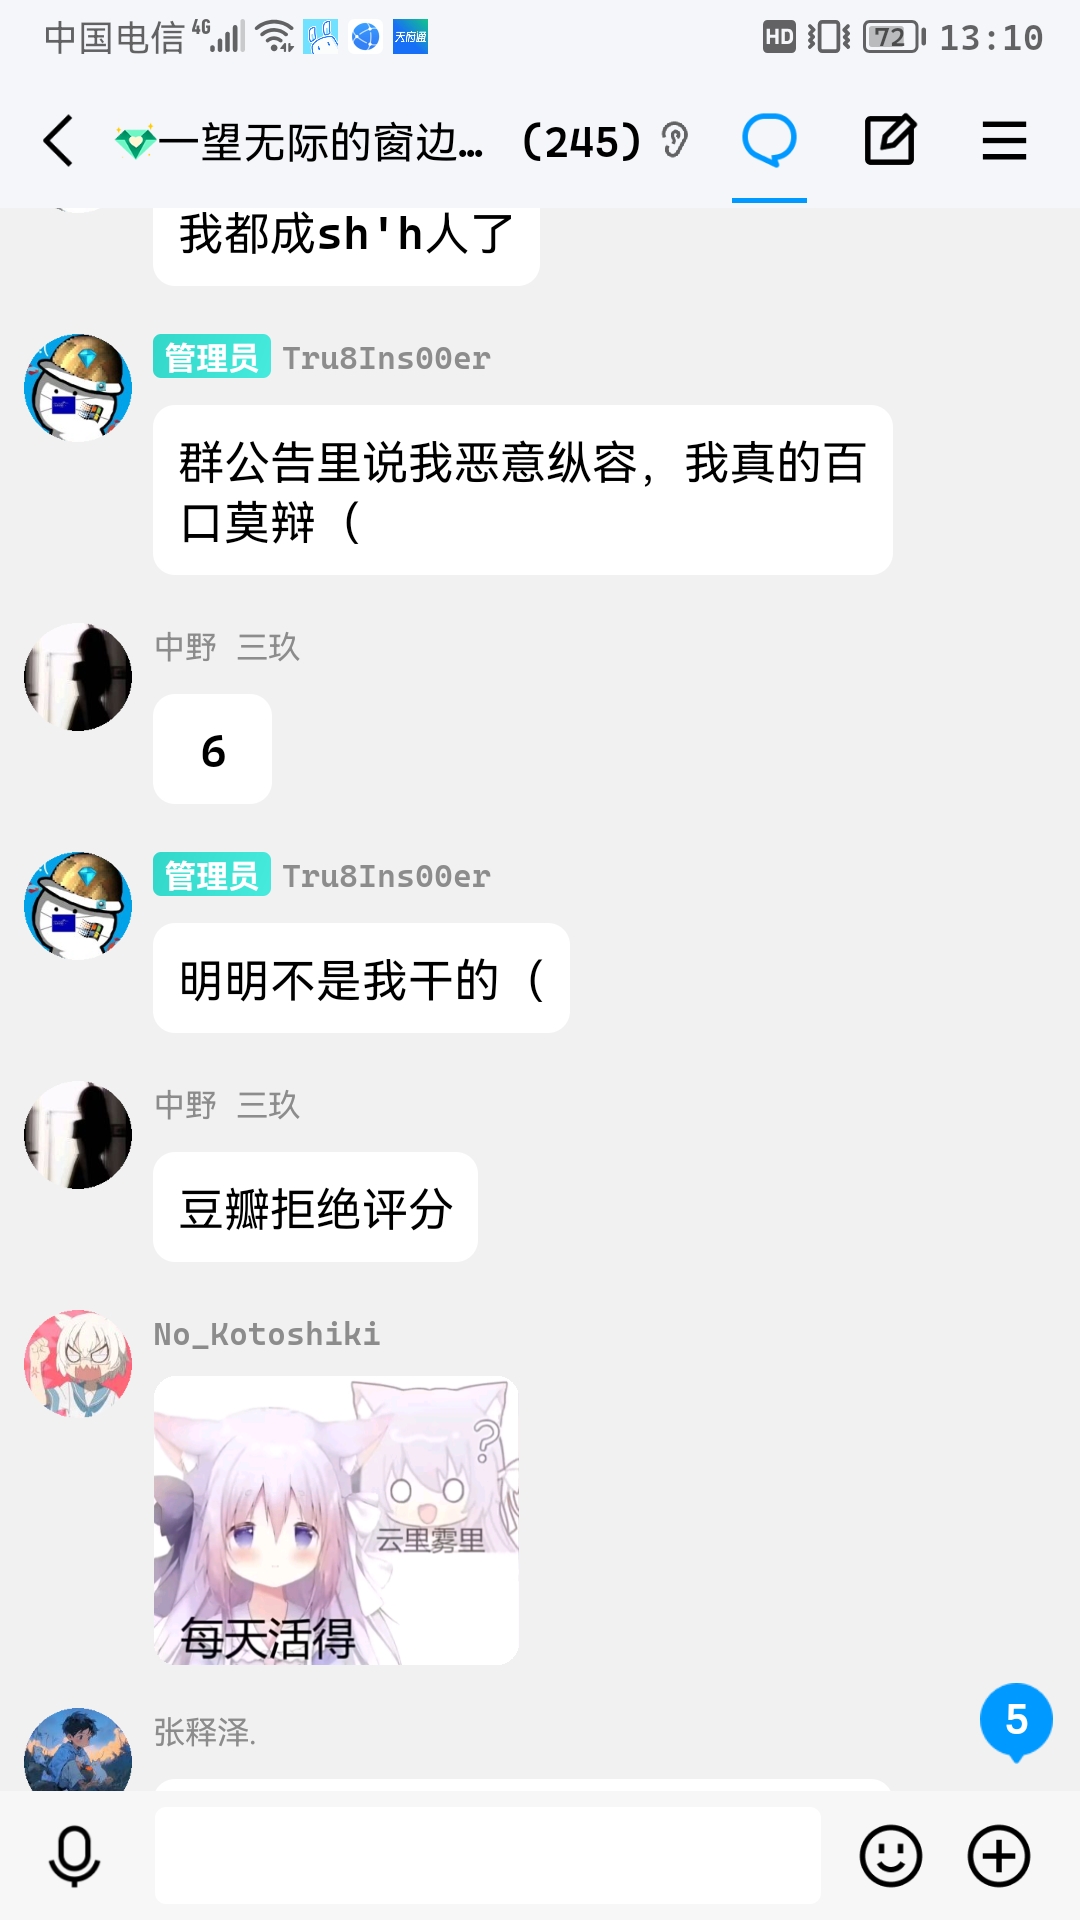 中国电信 4G 天府通 HD 72 13:10
一望无际的窗边... (245)
我都成sh'h人了
管理员 Tru8Ins00er
群公告里说我恶意纵容，我真的百
口莫辩（
中野 三玖
6
管理员 Tru8Ins00er
明明不是我干的（
中野 三玖
豆瓣拒绝评分
No_Kotoshiki
?
云里雾里
每天活得
张释泽.
5